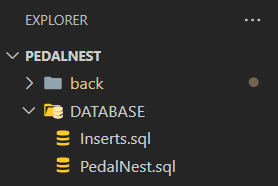 EXPLORER
PEDALNEST
back
DATABASE
Inserts.sql
PedalNest.sql